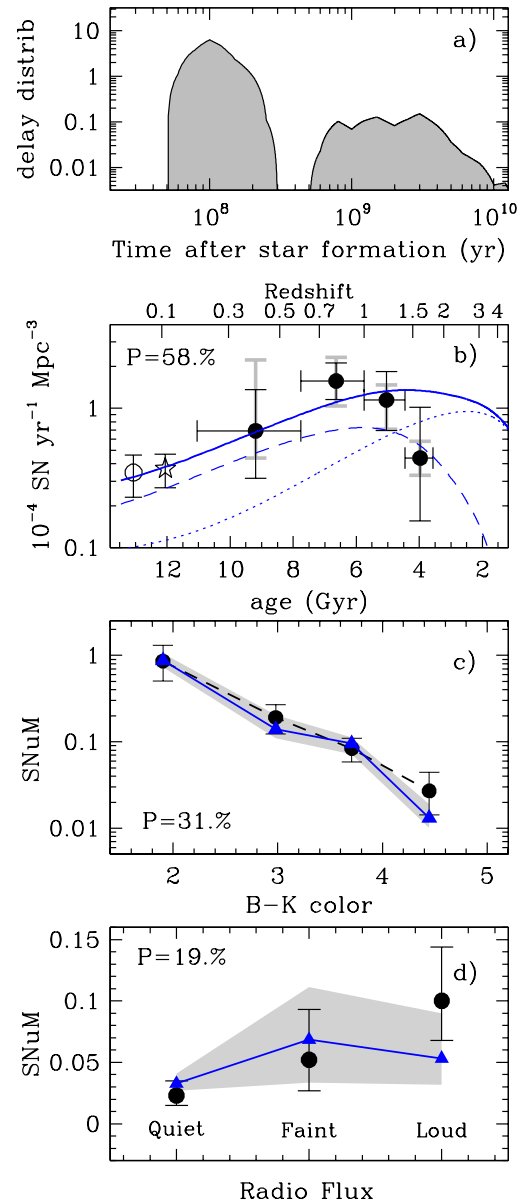 a)
delay distrib
10
1
0.1
0.01
10^8 10^9 10^10
Time after star formation (yr)
Redshift
0.1 0.3 0.5 0.7 1 1.5 2 3 4
P=58.%
b)
10^-4 SN yr^-1 Mpc^-3
1
0.1
12 10 8 6 4 2
age (Gyr)
c)
SNuM
1
0.1
0.01
P=31.%
2 3 4 5
B-K color
0.15
P=19.%
d)
SNuM
0.1
0.05
0
Quiet Faint Loud
Radio Flux